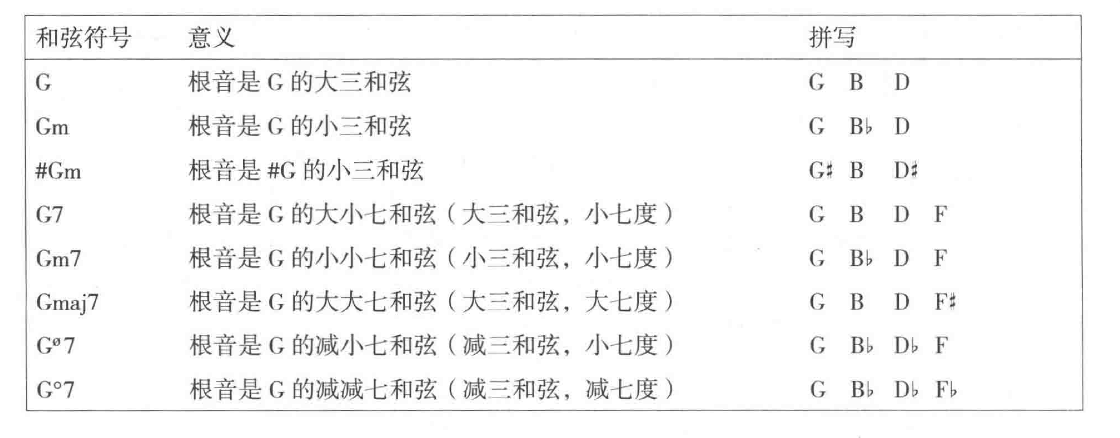 和弦符号 意义 拼写
G 根音是 G 的大三和弦 G B D
Gm 根音是 G 的小三和弦 G B♭ D
#Gm 根音是 #G 的小三和弦 G♯ B D♯
G7 根音是 G 的大小七和弦（大三和弦，小七度） G B D F
Gm7 根音是 G 的小小七和弦（小三和弦，小七度） G B♭ D F
Gmaj7 根音是 G 的大大七和弦（大三和弦，大七度） G B D F♯
Gø7 根音是 G 的减小七和弦（减三和弦，小七度） G B♭ D♭ F
G°7 根音是 G 的减减七和弦（减三和弦，减七度） G B♭ D♭ F♭